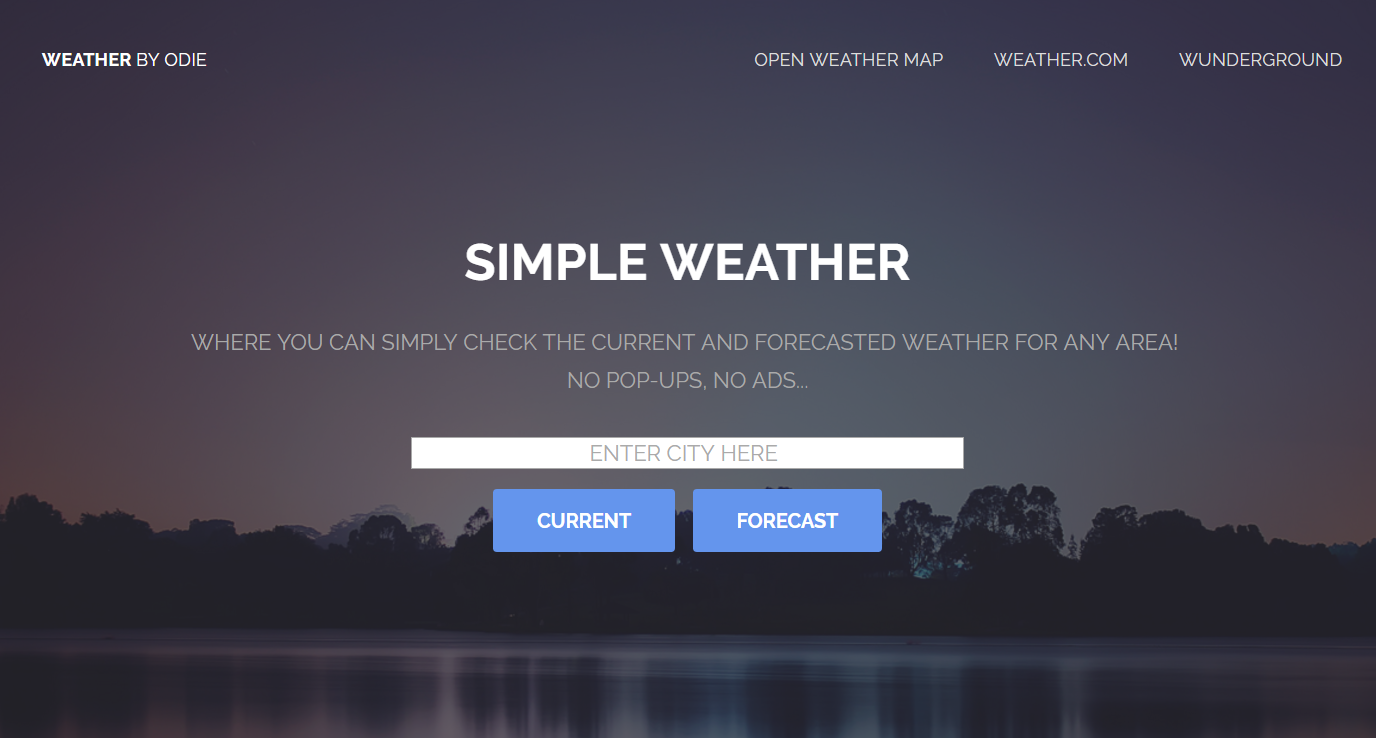 WEATHER BY ODIE
OPEN WEATHER MAP
WEATHER.COM
WUNDERGROUND
SIMPLE WEATHER
WHERE YOU CAN SIMPLY CHECK THE CURRENT AND FORECASTED WEATHER FOR ANY AREA!
NO POP-UPS, NO ADS...
ENTER CITY HERE
CURRENT
FORECAST